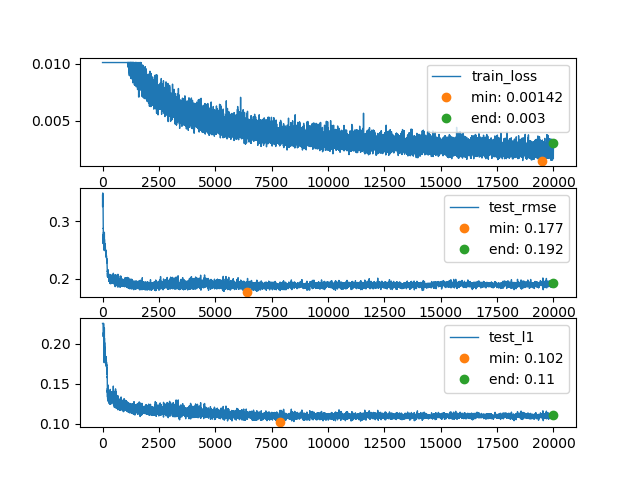 0.010
0.005
train_loss
min: 0.00142
end: 0.003
0 2500 5000 7500 10000 12500 15000 17500 20000
0.3
0.2
test_rmse
min: 0.177
end: 0.192
0 2500 5000 7500 10000 12500 15000 17500 20000
0.20
0.15
0.10
test_l1
min: 0.102
end: 0.11
0 2500 5000 7500 10000 12500 15000 17500 20000